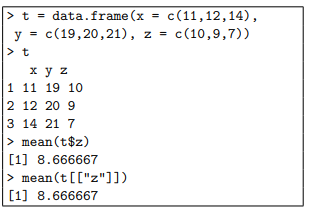 > t = data.frame(x = c(11,12,14),
y = c(19,20,21), z = c(10,9,7))
> t
x y z
1 11 19 10
2 12 20 9
3 14 21 7
> mean(t$z)
[1] 8.666667
> mean(t[["z"]])
[1] 8.666667